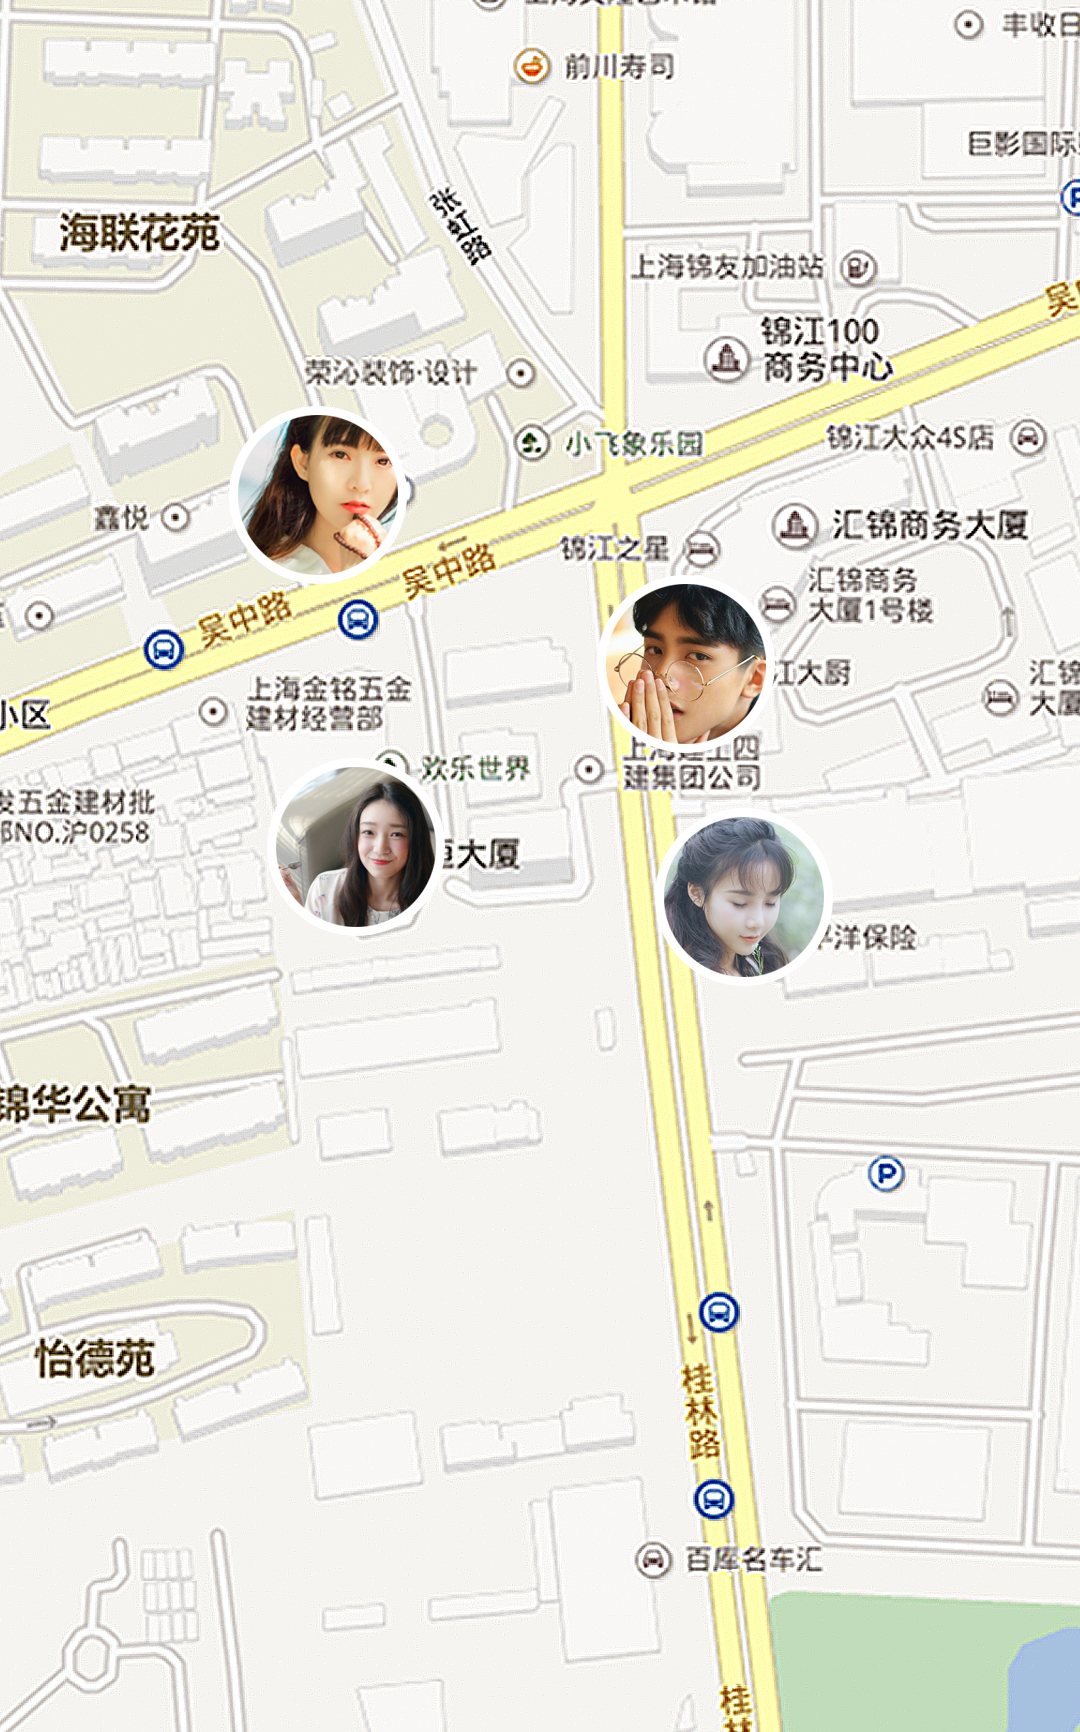 前川寿司
丰收日
巨影国际
P
张虹路
海联花苑
上海锦友加油站
吴
锦江100
商务中心
荣沁装饰·设计
小飞象乐园
锦江大众4S店
鑫悦
汇锦商务大厦
锦江之星
吴中路
汇锦商务
大厦1号楼
吴中路
江大厨
汇锦
大厦
上海金铭五金
建材经营部
小区
上海建工四
建集团公司
欢乐世界
发五金建材批
部NO.沪0258
恒大厦
平洋保险
锦华公寓
P
怡德苑
桂林路
百库名车汇
桂林